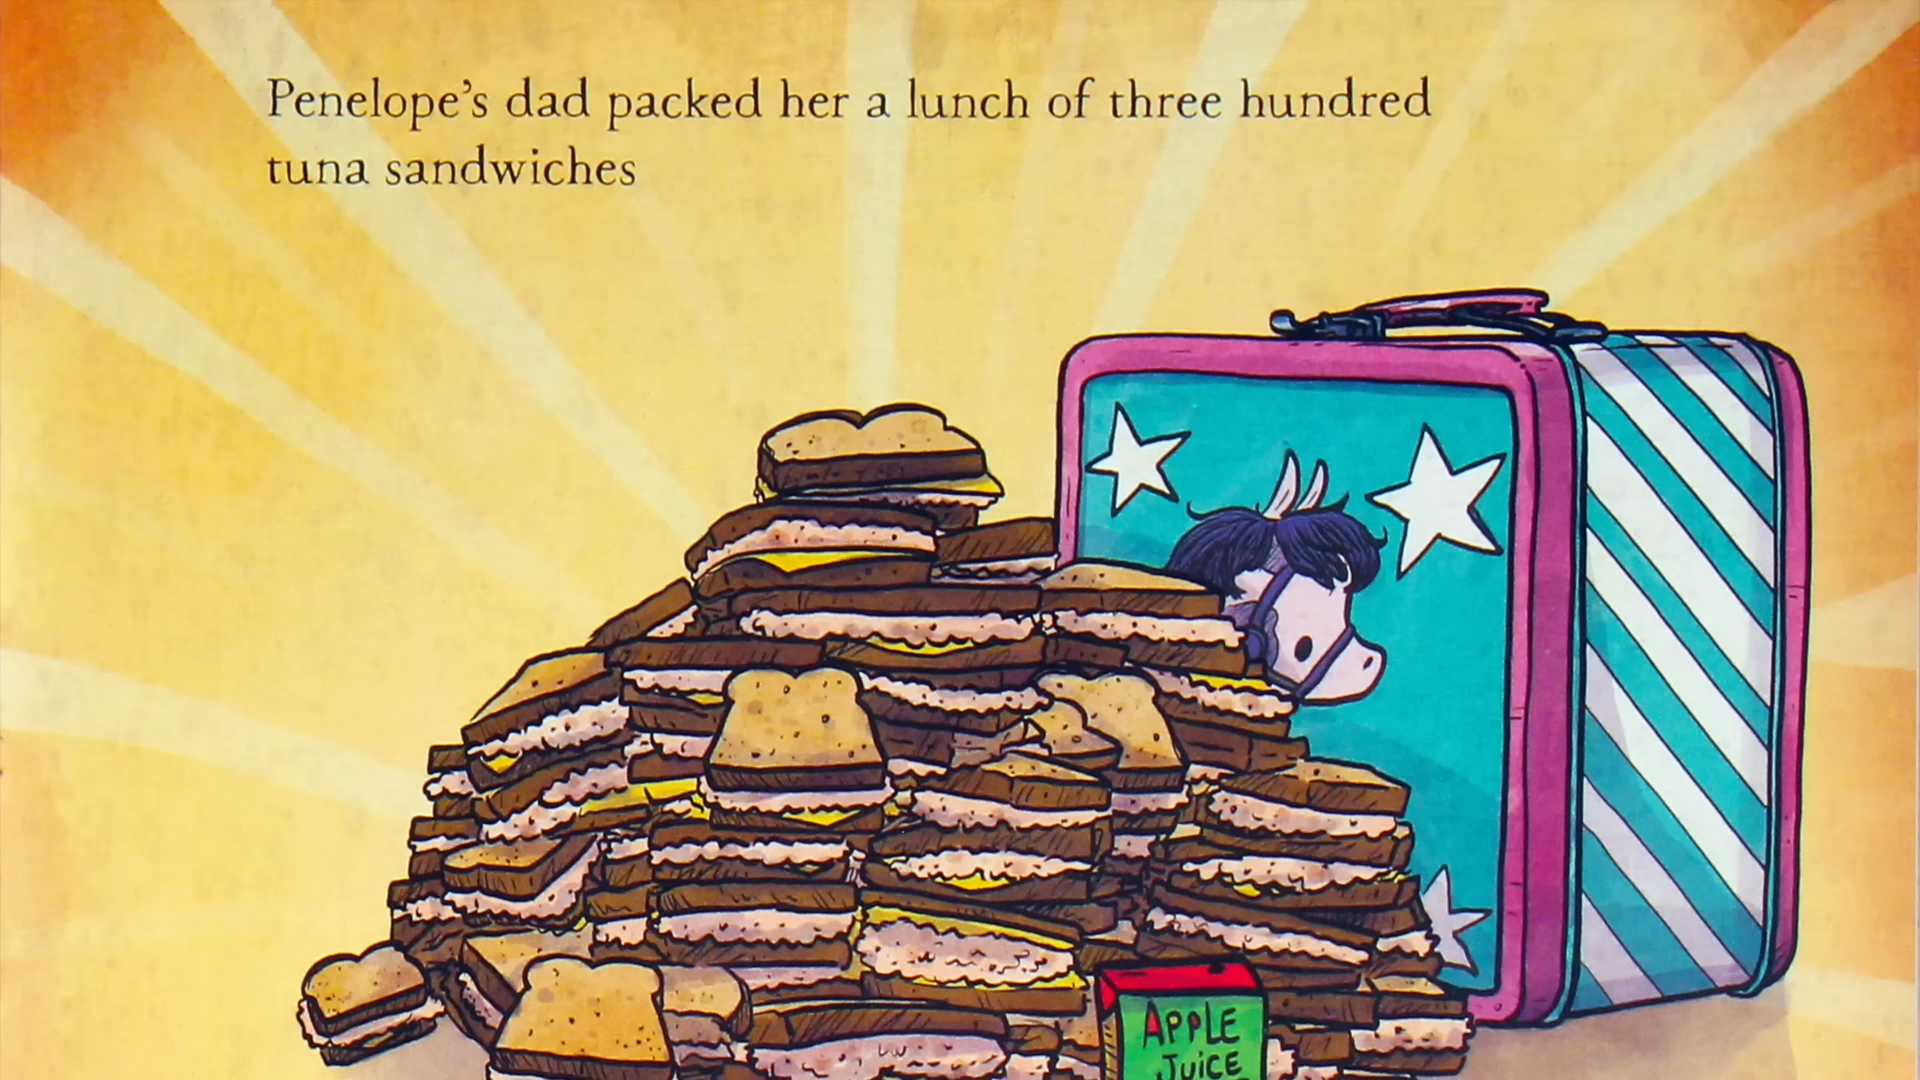 Penelope's dad packed her a lunch of three hundred
tuna sandwiches
APPLE
JUICE